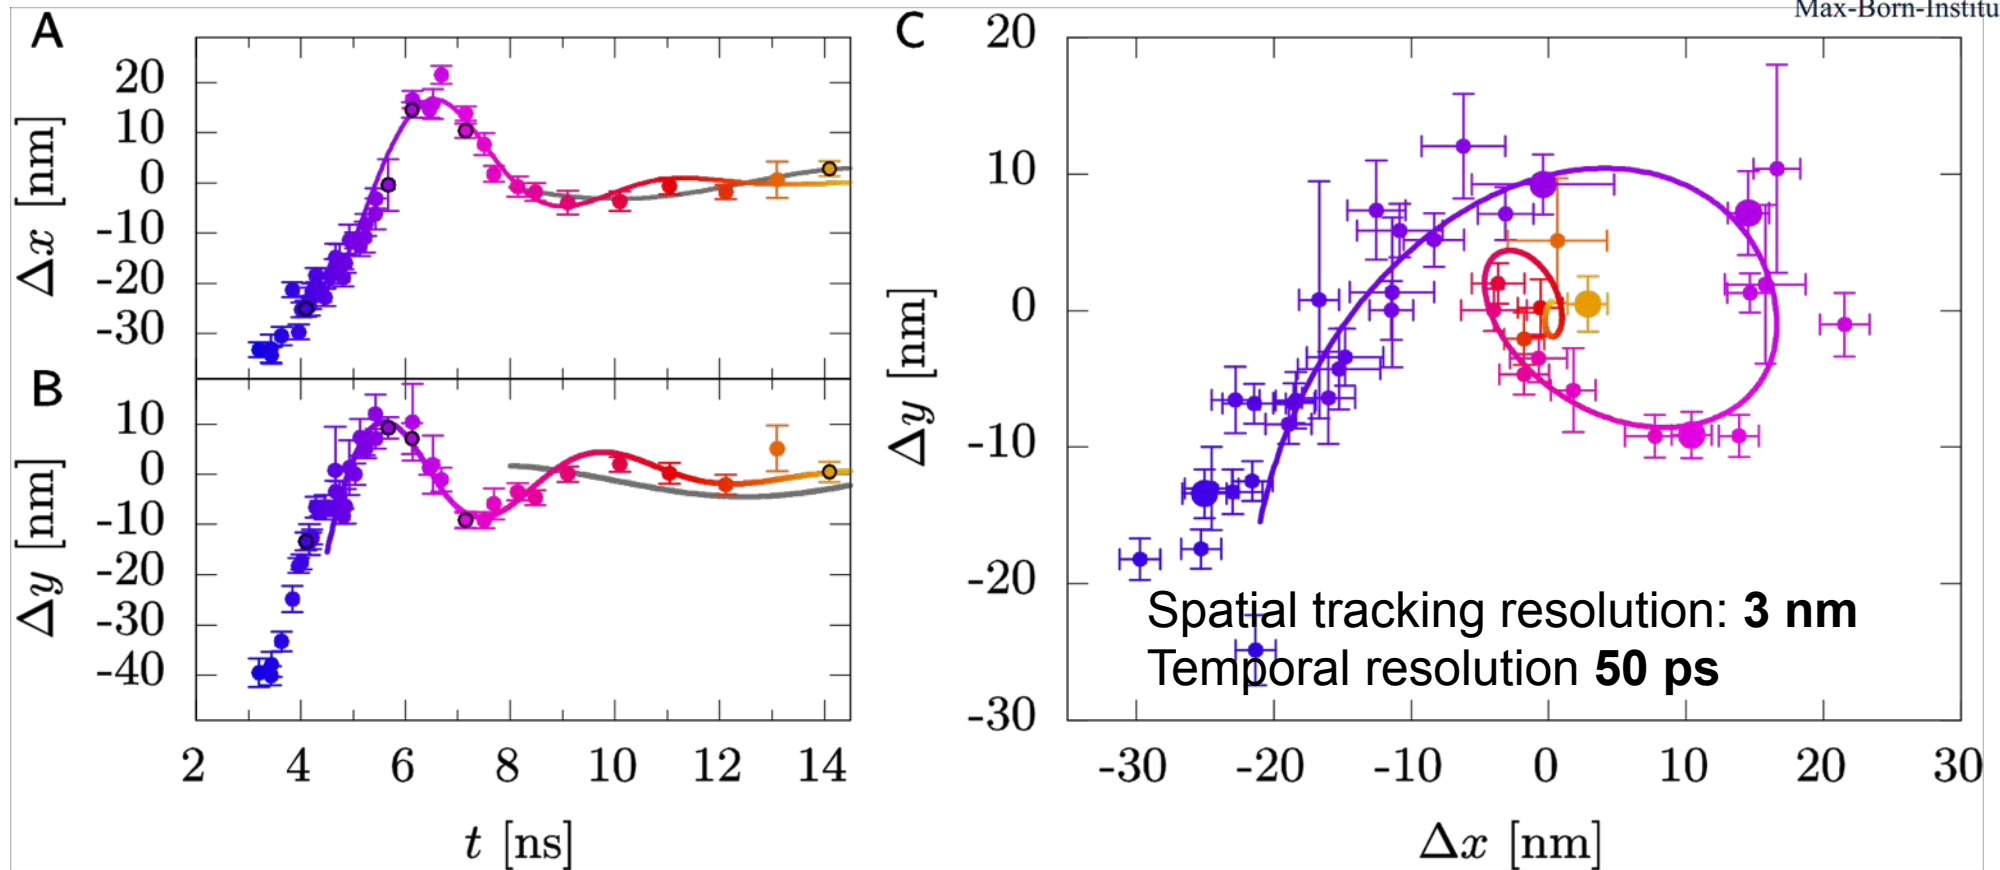 Max-Born-Institu
A
Δx [nm]
20
10
0
-10
-20
-30
B
Δy [nm]
10
0
-10
-20
-30
-40
2 4 6 8 10 12 14
t [ns]
C
Δy [nm]
20
10
0
-10
-20
-30
Spatial tracking resolution: 3 nm
Temporal resolution 50 ps
-30 -20 -10 0 10 20 30
Δx [nm]